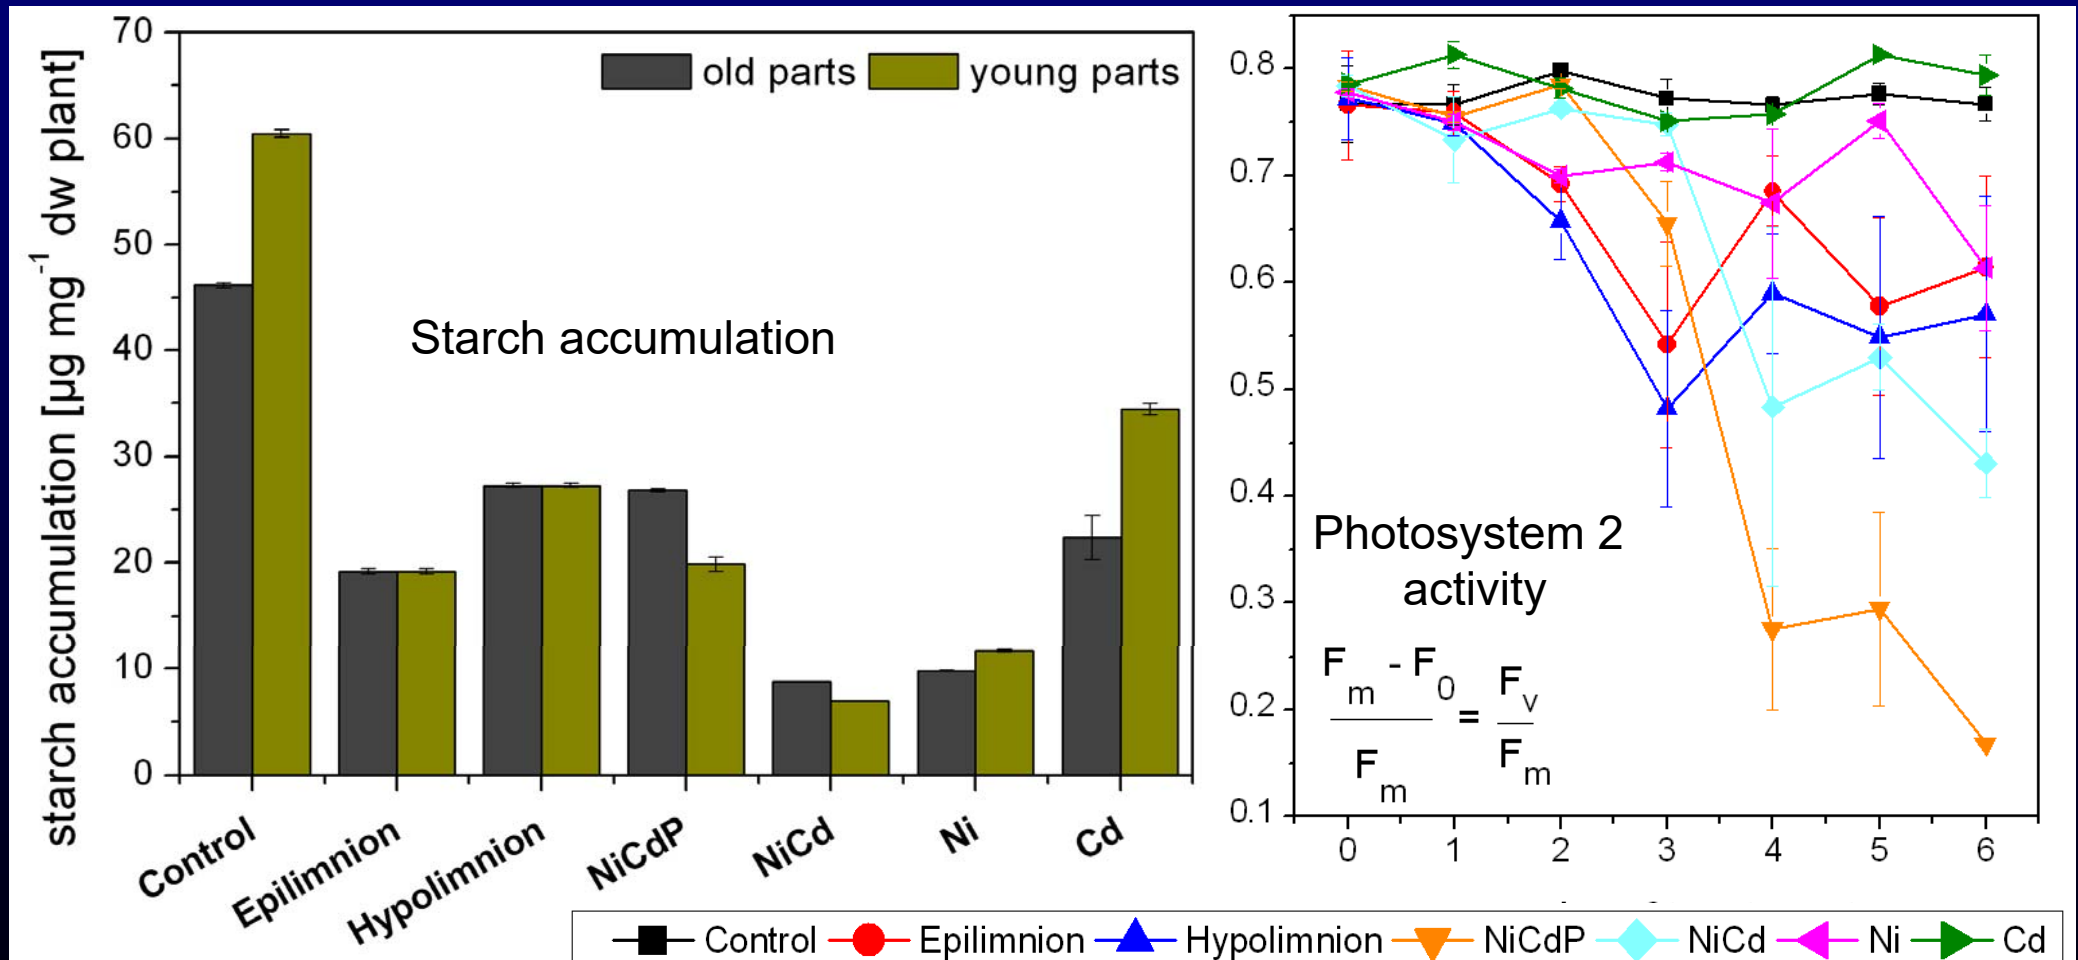 starch accumulation [µg mg⁻¹ dw plant]
70
60
50
40
30
20
10
0
old parts
young parts
Starch accumulation
Control
Epilimnion
Hypolimnion
NiCdP
NiCd
Ni
Cd
0.8
0.7
0.6
0.5
0.4
0.3
0.2
0.1
Photosystem 2
activity
Fm - F0 / Fm = Fv / Fm
0 1 2 3 4 5 6
Control Epilimnion Hypolimnion NiCdP NiCd Ni Cd